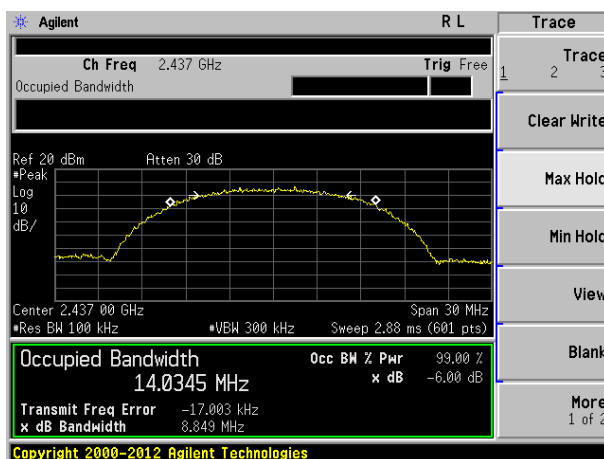 Agilent R L Trace
Ch Freq 2.437 GHz Trig Free
Occupied Bandwidth
Trace
1 2 3
Clear Write
Max Hold
Min Hold
View
Blank
More
1 of 2
Ref 20 dBm Atten 30 dB
#Peak
Log
10
dB/
Center 2.437 00 GHz Span 30 MHz
#Res BW 100 kHz #VBW 300 kHz Sweep 2.88 ms (601 pts)
Occupied Bandwidth Occ BW % Pwr 99.00 %
14.0345 MHz x dB -6.00 dB
Transmit Freq Error -17.003 kHz
x dB Bandwidth 8.849 MHz
Copyright 2000-2012 Agilent Technologies